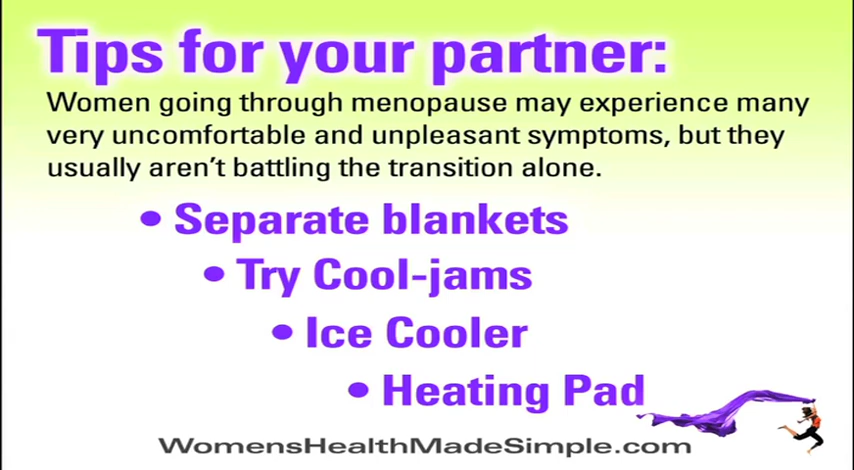 Tips for your partner:
Women going through menopause may experience many
very uncomfortable and unpleasant symptoms, but they
usually aren't battling the transition alone.
• Separate blankets
• Try Cool-jams
• Ice Cooler
• Heating Pad
WomensHealthMadeSimple.com